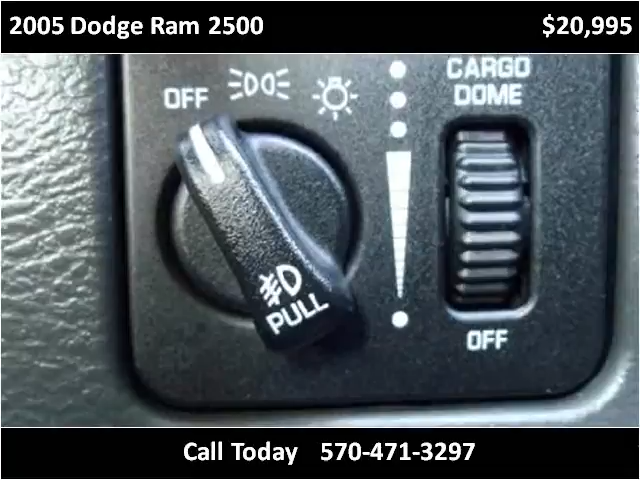 2005 Dodge Ram 2500 $20,995
CARGO
DOME
OFF
PULL
OFF
Call Today 570-471-3297